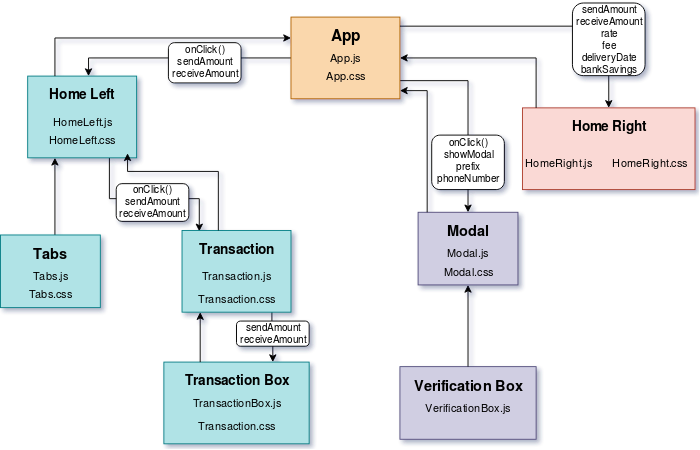 App
App.js
App.css
onClick()
sendAmount
receiveAmount
sendAmount
receiveAmount
rate
fee
deliveryDate
bankSavings
Home Left
HomeLeft.js
HomeLeft.css
Home Right
HomeRight.js HomeRight.css
onClick()
showModal
prefix
phoneNumber
onClick()
sendAmount
receiveAmount
Tabs
Tabs.js
Tabs.css
Transaction
Transaction.js
Transaction.css
Modal
Modal.js
Modal.css
sendAmount
receiveAmount
Transaction Box
TransactionBox.js
Transaction.css
Verification Box
VerificationBox.js